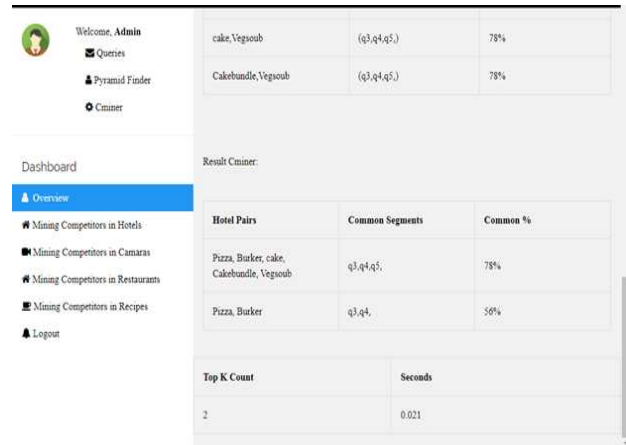 Welcome, Admin
Queries
Pyramid Finder
Cminer
Dashboard
Overview
Mining Competitors in Hotels
Mining Competitors in Camaras
Mining Competitors in Restaurants
Mining Competitors in Recipes
Logout
cake,Vegsoub (q3,q4,q5,) 78%
Cakebundle,Vegsoub (q3,q4,q5,) 78%
Result Cminer:
Hotel Pairs Common Segments Common %
Pizza, Burker, cake,
Cakebundle, Vegsoub q3,q4,q5, 78%
Pizza, Burker q3,q4, 56%
Top K Count Seconds
2 0.021